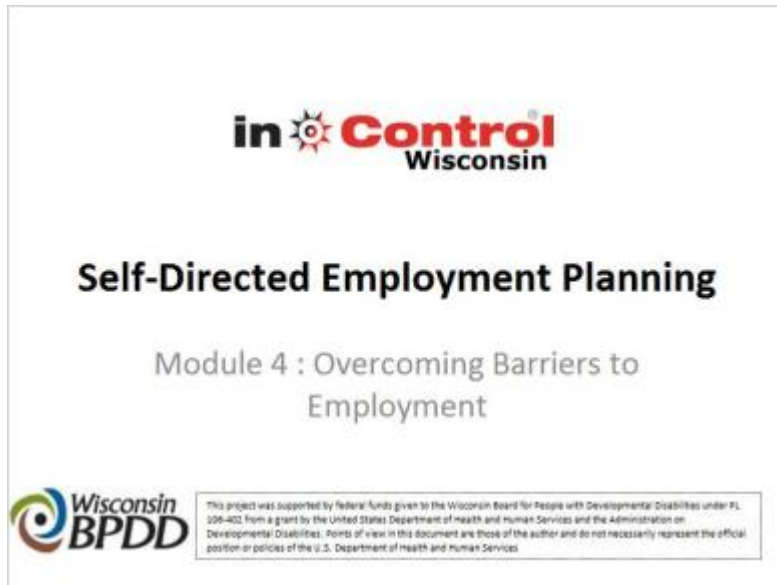 in Control®
Wisconsin
Self-Directed Employment Planning
Module 4 : Overcoming Barriers to
Employment
Wisconsin
BPDD
This project was supported by federal funds given to the Wisconsin Board for People with Developmental Disabilities under PL
106-402 from a grant by the United States Department of Health and Human Services and the Administration on
Developmental Disabilities. Points of view in this document are those of the author and do not necessarily represent the official
position or policies of the U.S. Department of Health and Human Services